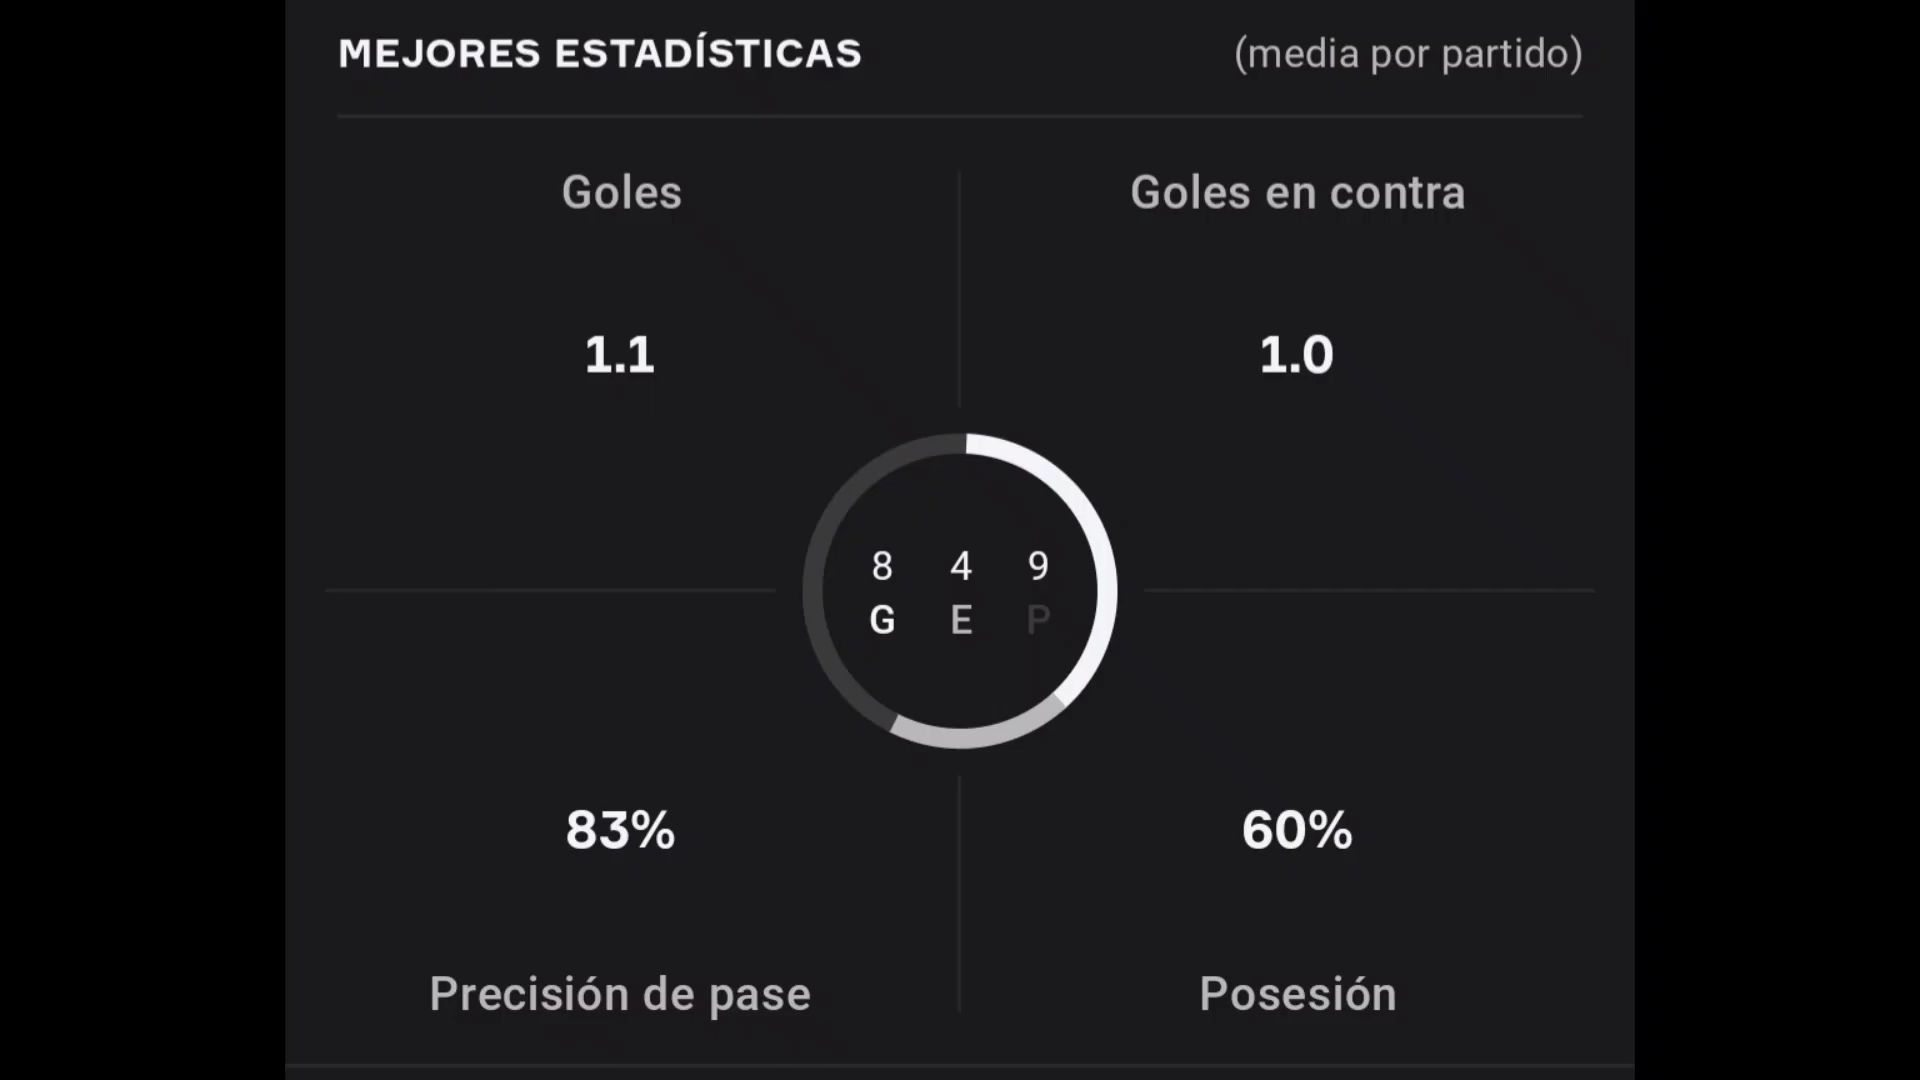 MEJORES ESTADÍSTICAS (media por partido)
Goles Goles en contra
1.1 1.0
8 4 9
G E P
83% 60%
Precisión de pase Posesión